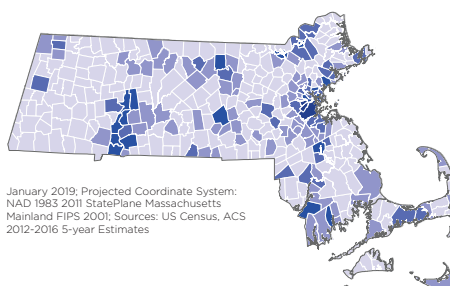 January 2019; Projected Coordinate System:
NAD 1983 2011 StatePlane Massachusetts
Mainland FIPS 2001; Sources: US Census, ACS
2012-2016 5-year Estimates